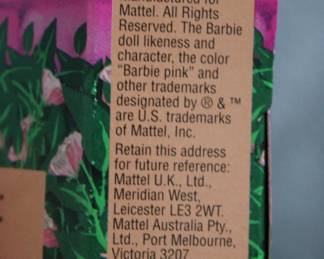 Manufactured for
Mattel. All Rights
Reserved. The Barbie
doll likeness and
character, the color
"Barbie pink" and
other trademarks
designated by ® & ™
are U.S. trademarks
of Mattel, Inc.
Retain this address
for future reference:
Mattel U.K., Ltd.,
Meridian West,
Leicester LE3 2WT.
Mattel Australia Pty.,
Ltd., Port Melbourne,
Victoria 3207